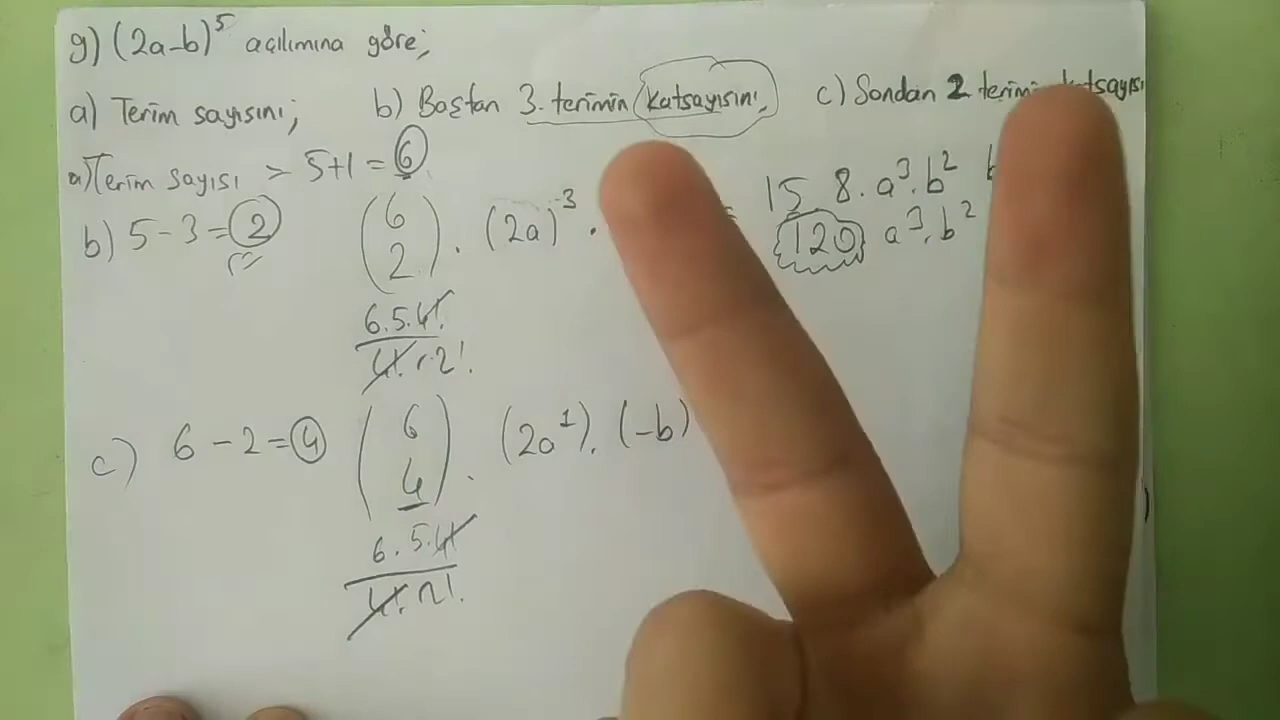 g) (2a-b)^5 açılımına göre;
a) Terim sayısını; b) Baştan 3. terimin katsayısını, c) Sondan 2 terimi
a) Terim sayısı > 5+1 = 6
b) 5-3 = 2 (6 2) . (2a)^3 . = 15 8. a^3. b^2
120 a^3. b^2
6.5.4!
4!.2!
c) 6-2=4 (6 4) . (2a^1). (-b)
6.5.4!
4!.2!